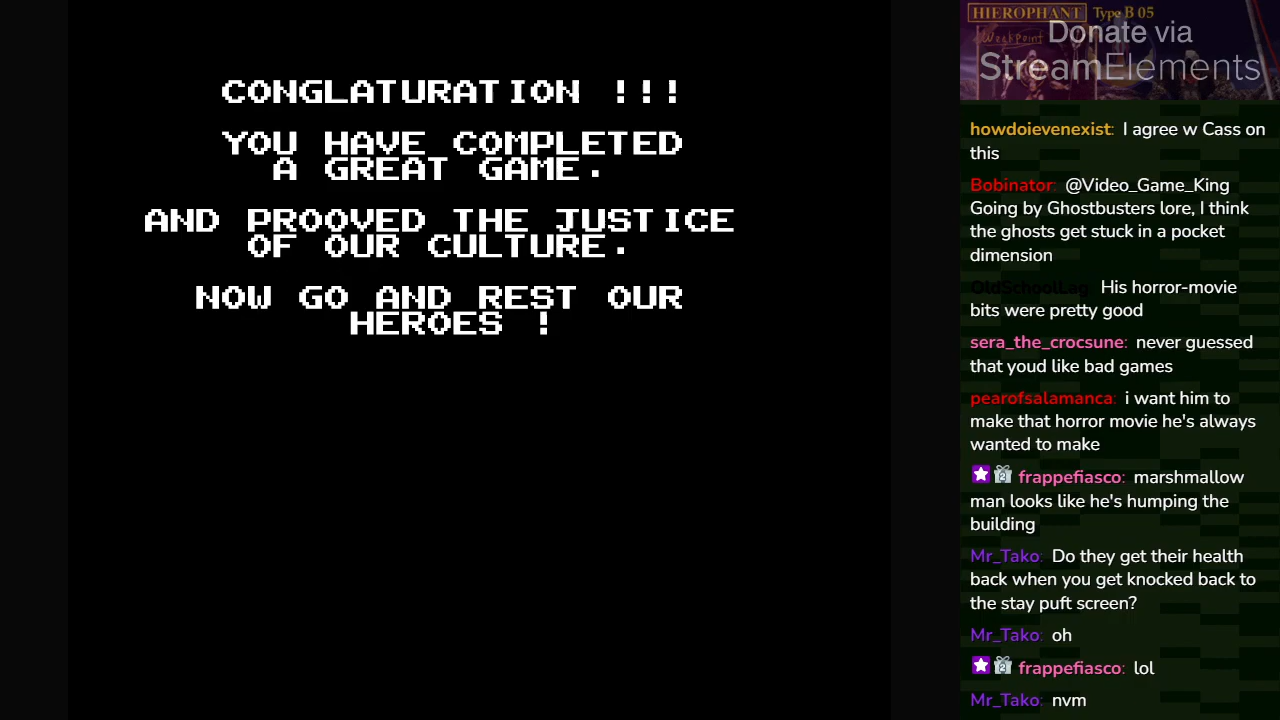 CONGLATURATION !!!
YOU HAVE COMPLETED
A GREAT GAME.
AND PROOVED THE JUSTICE
OF OUR CULTURE.
NOW GO AND REST OUR
HEROES !
HIEROPHANT Type B 05
WeakPoint
Donate via
StreamElements
howdoievenexist: I agree w Cass on
this
Bobinator: @Video_Game_King
Going by Ghostbusters lore, I think
the ghosts get stuck in a pocket
dimension
OldSchoolLag: His horror-movie
bits were pretty good
sera_the_crocsune: never guessed
that youd like bad games
pearofsalamanca: i want him to
make that horror movie he's always
wanted to make
2 frappefiasco: marshmallow
man looks like he's humping the
building
Mr_Tako: Do they get their health
back when you get knocked back to
the stay puft screen?
Mr_Tako: oh
2 frappefiasco: lol
Mr_Tako: nvm